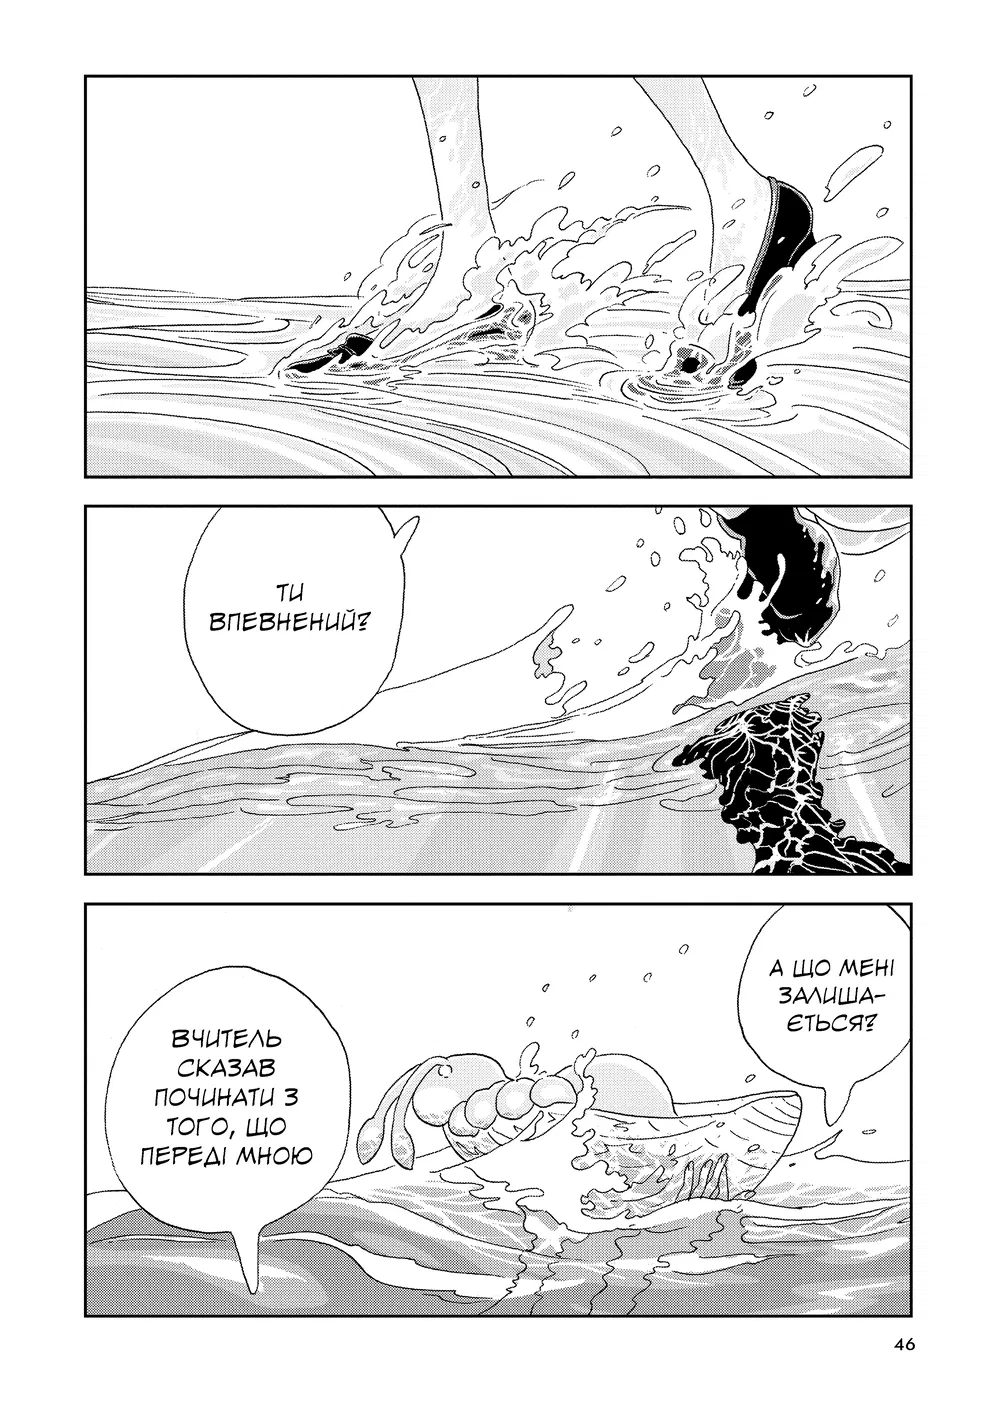 ТИ
ВПЕВНЕНИЙ?
А ЩО МЕНІ
ЗАЛИША-
ЄТЬСЯ?
ВЧИТЕЛЬ
СКАЗАВ
ПОЧИНАТИ З
ТОГО, ЩО
ПЕРЕДІ МНОЮ
46